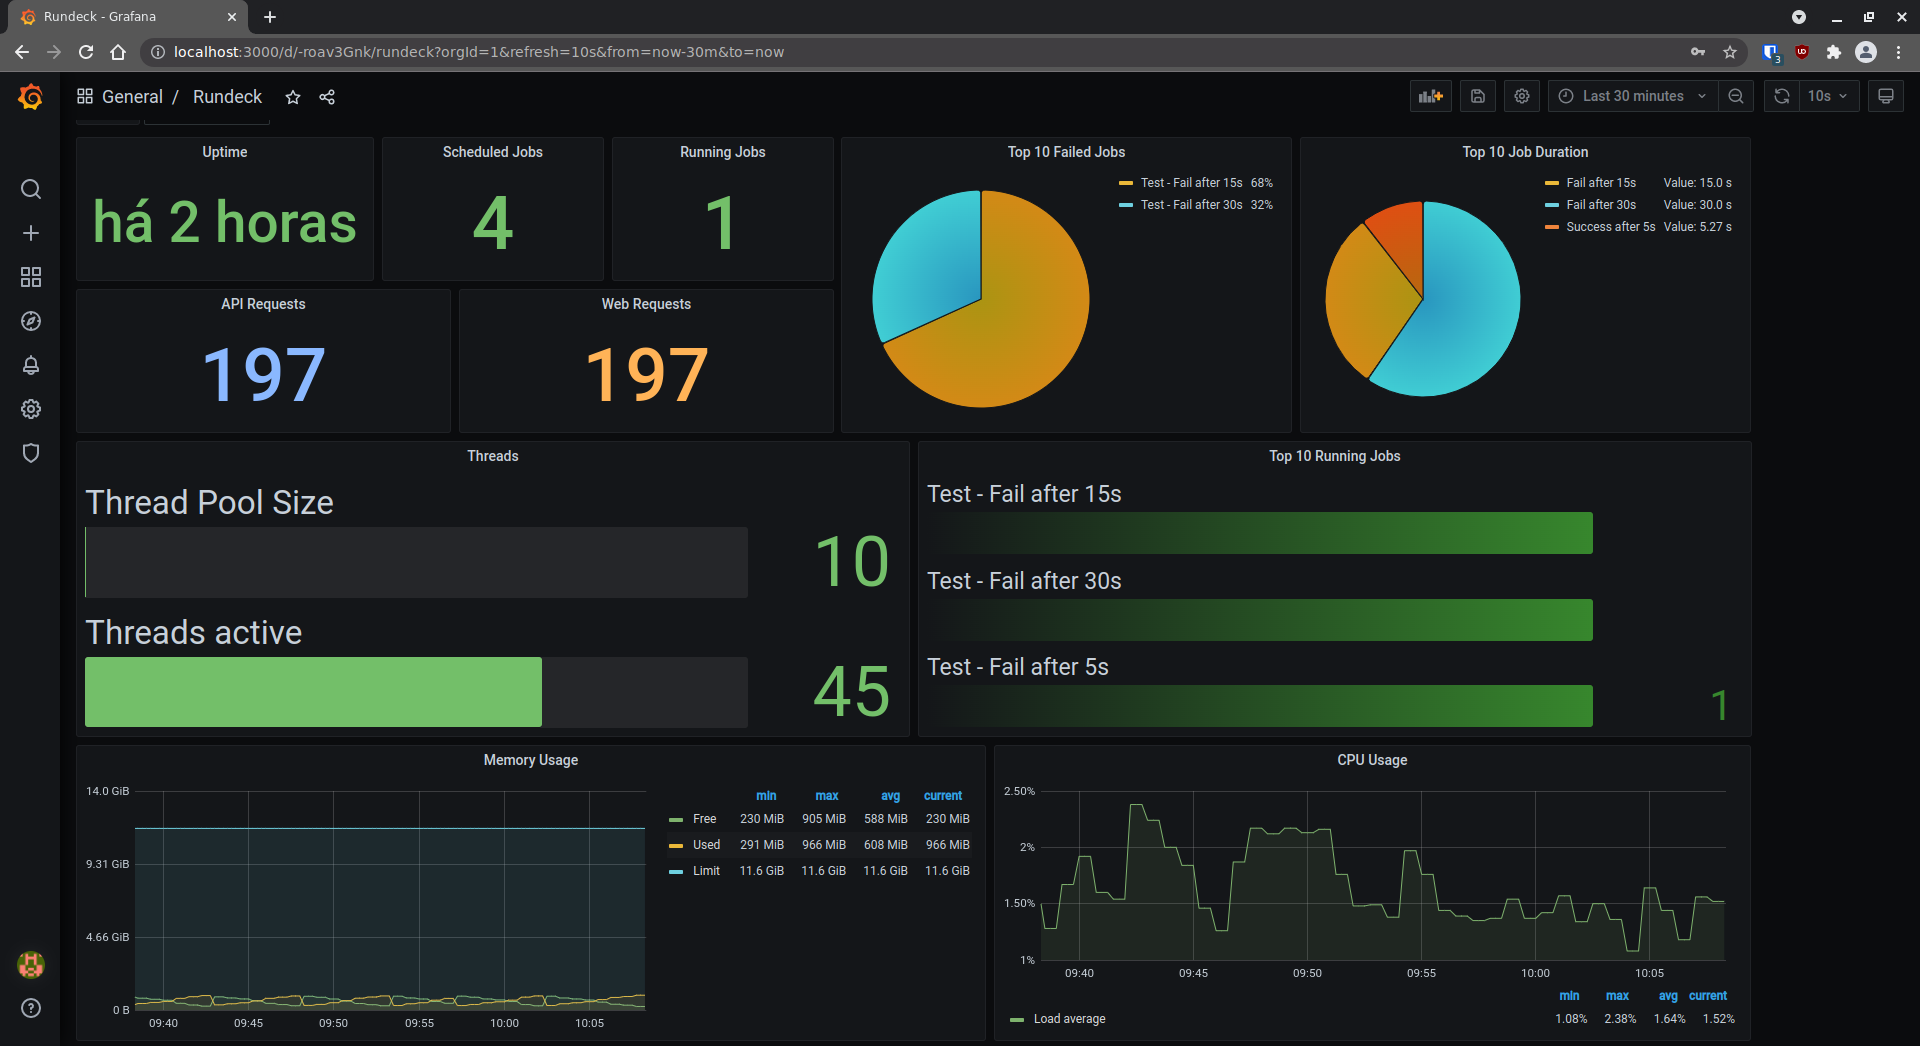 Rundeck - Grafana
localhost:3000/d/-roav3Gnk/rundeck?orgId=1&refresh=10s&from=now-30m&to=now
3
General / Rundeck
Last 30 minutes
10s
Uptime
há 2 horas
Scheduled Jobs
4
Running Jobs
1
API Requests
197
Web Requests
197
Top 10 Failed Jobs
Test - Fail after 15s 68%
Test - Fail after 30s 32%
Top 10 Job Duration
Fail after 15s Value: 15.0 s
Fail after 30s Value: 30.0 s
Success after 5s Value: 5.27 s
Threads
Thread Pool Size
10
Threads active
45
Top 10 Running Jobs
Test - Fail after 15s
Test - Fail after 30s
Test - Fail after 5s
1
Memory Usage
14.0 GiB
9.31 GiB
4.66 GiB
0 B
09:40 09:45 09:50 09:55 10:00 10:05
min max avg current
Free 230 MiB 905 MiB 588 MiB 230 MiB
Used 291 MiB 966 MiB 608 MiB 966 MiB
Limit 11.6 GiB 11.6 GiB 11.6 GiB 11.6 GiB
CPU Usage
2.50%
2%
1.50%
1%
09:40 09:45 09:50 09:55 10:00 10:05
min max avg current
Load average 1.08% 2.38% 1.64% 1.52%